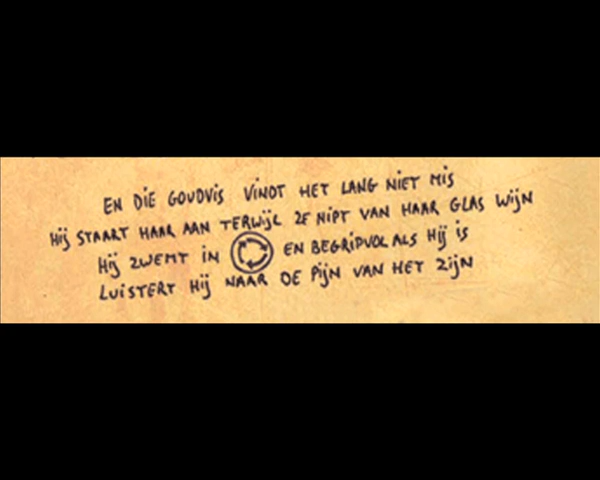 EN DIE GOUDVIS VINDT HET LANG NIET MIS
HIJ STAART HAAR AAN TERWIJL ZE NIPT VAN HAAR GLAS WIJN
HIJ ZWEMT IN EN BEGRIPVOL ALS HIJ IS
LUISTERT HIJ NAAR DE PIJN VAN HET ZIJN